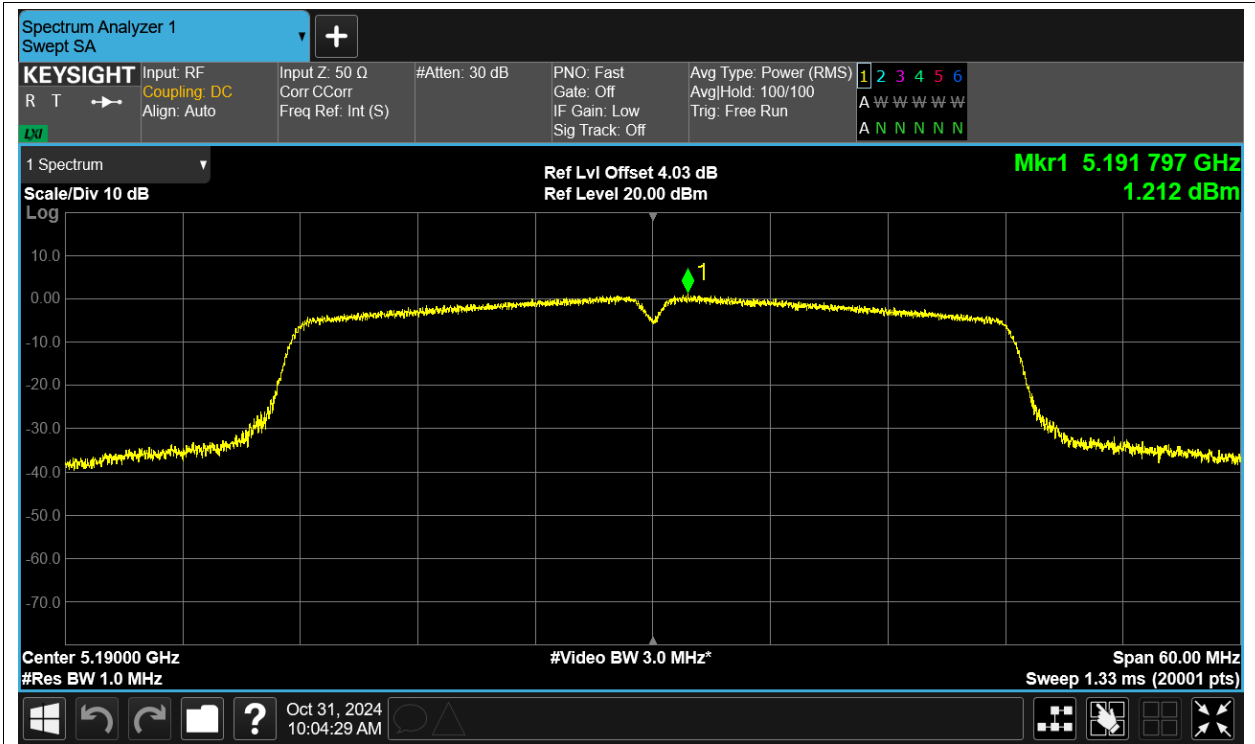 Spectrum Analyzer 1
Swept SA
KEYSIGHT
R T
LXI
Input: RF
Coupling: DC
Align: Auto
Input Z: 50 Ω
Corr CCorr
Freq Ref: Int (S)
#Atten: 30 dB
PNO: Fast
Gate: Off
IF Gain: Low
Sig Track: Off
Avg Type: Power (RMS)
Avg|Hold: 100/100
Trig: Free Run
1 2 3 4 5 6
A W W W W W
A N N N N N
1 Spectrum
Scale/Div 10 dB
Log
Ref Lvl Offset 4.03 dB
Ref Level 20.00 dBm
Mkr1 5.191 797 GHz
1.212 dBm
1
10.0
0.00
-10.0
-20.0
-30.0
-40.0
-50.0
-60.0
-70.0
Center 5.19000 GHz
#Res BW 1.0 MHz
#Video BW 3.0 MHz*
Span 60.00 MHz
Sweep 1.33 ms (20001 pts)
?
Oct 31, 2024
10:04:29 AM